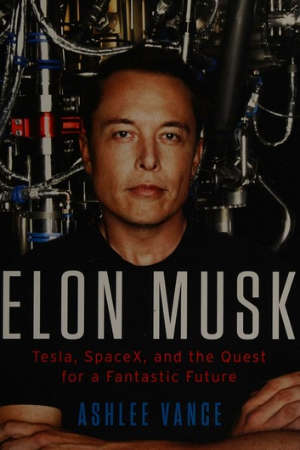 ELON MUSK
Tesla, SpaceX, and the Quest
for a Fantastic Future
ASHLEE VANCE